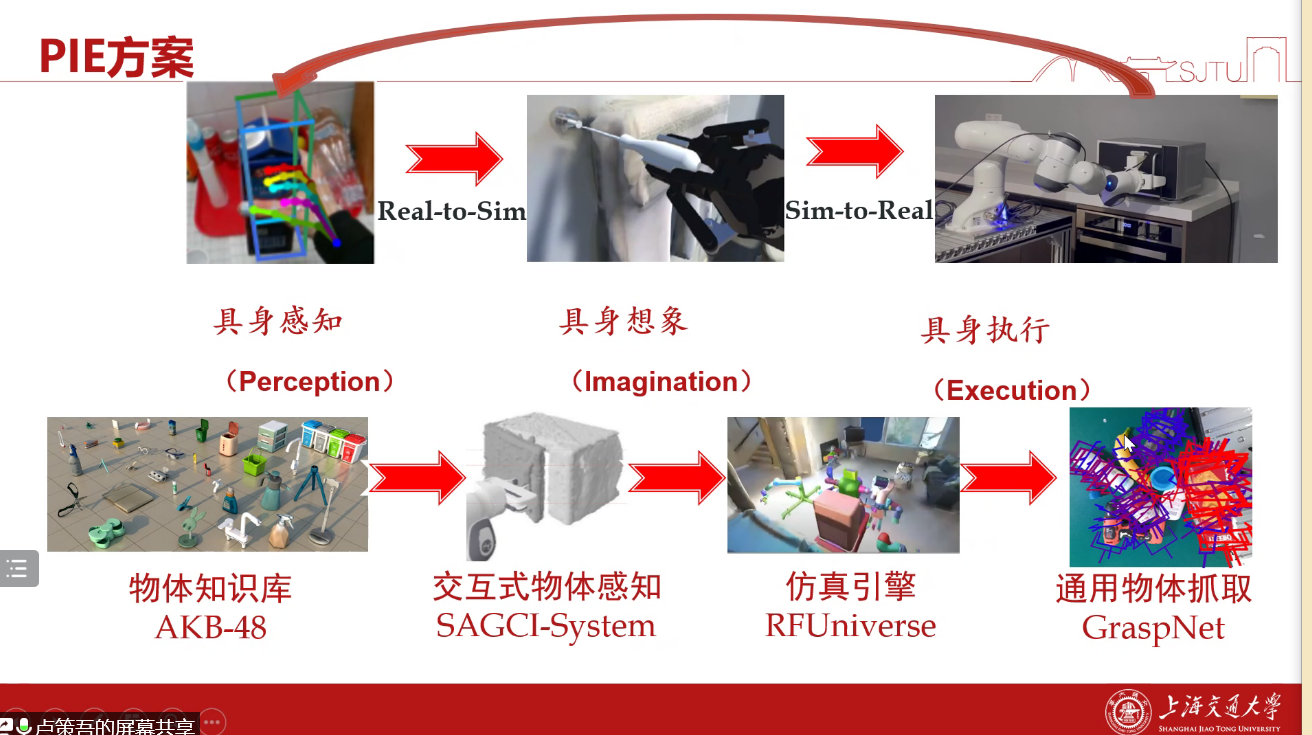 PIE方案
SJTU
Real-to-Sim
Sim-to-Real
具身感知
（Perception）
具身想象
（Imagination）
具身执行
（Execution）
物体知识库
AKB-48
交互式物体感知
SAGCI-System
仿真引擎
RFUniverse
通用物体抓取
GraspNet
卢策吾的屏幕共享
上海交通大学
SHANGHAI JIAO TONG UNIVERSITY